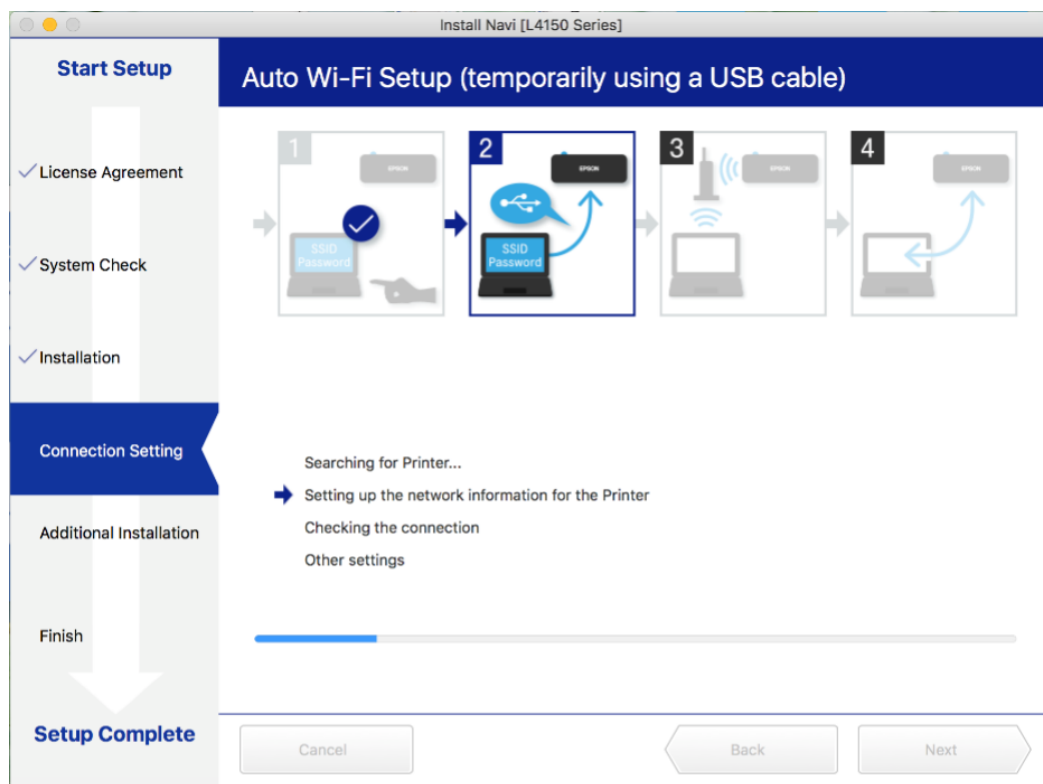 Install Navi [L4150 Series]
Start Setup
License Agreement
System Check
Installation
Connection Setting
Additional Installation
Finish
Setup Complete
Auto Wi-Fi Setup (temporarily using a USB cable)
1
EPSON
SSID
Password
2
EPSON
SSID
Password
3
EPSON
4
EPSON
Searching for Printer...
Setting up the network information for the Printer
Checking the connection
Other settings
Cancel
Back
Next